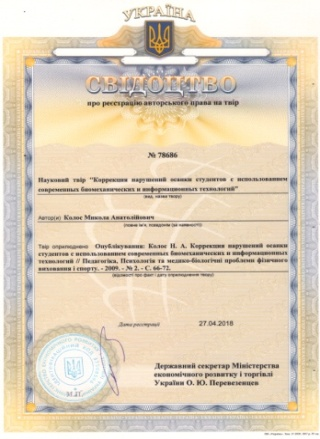 УКРАЇНА
СВІДОЦТВО
про реєстрацію авторського права на твір
№ 78686
Науковий твір "Коррекция нарушений осанки студентов с использованием
современных биомеханических и информационных технологий"
(вид, назва твору)
Автор(и) Колос Микола Анатолійович
(повне ім'я, псевдонім (за наявності))
Твір оприлюднено Опублікування: Колос Н. А. Коррекция нарушений осанки
студентов с использованием современных биомеханических и информационных
технологий // Педагогіка, Психологія та медико-біологічні проблеми фізичного
виховання і спорту. - 2009. - № 2. - С. 66-72.
(відомості про факт і дату оприлюднення твору)
Дата реєстрації 27.04.2018
Державний секретар Міністерства
економічного розвитку і торгівлі
України О. Ю. Перевезенцев
М.П.